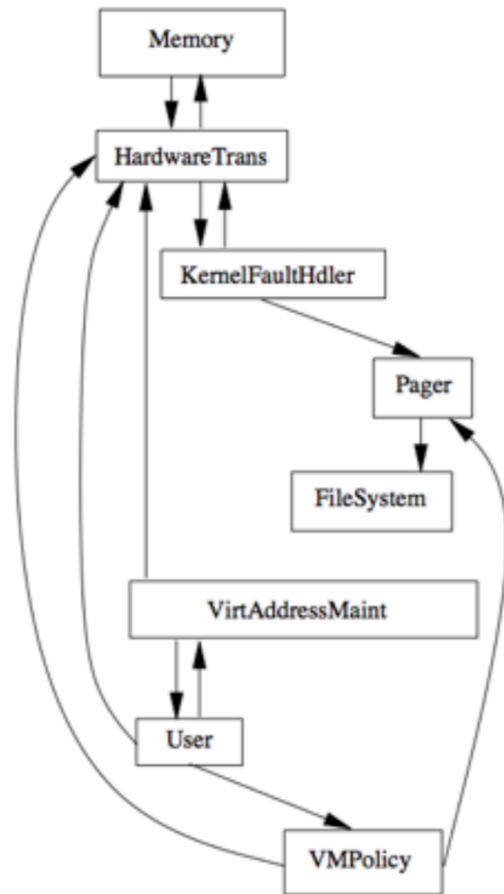 Memory
HardwareTrans
KernelFaultHdler
Pager
FileSystem
VirtAddressMaint
User
VMPolicy